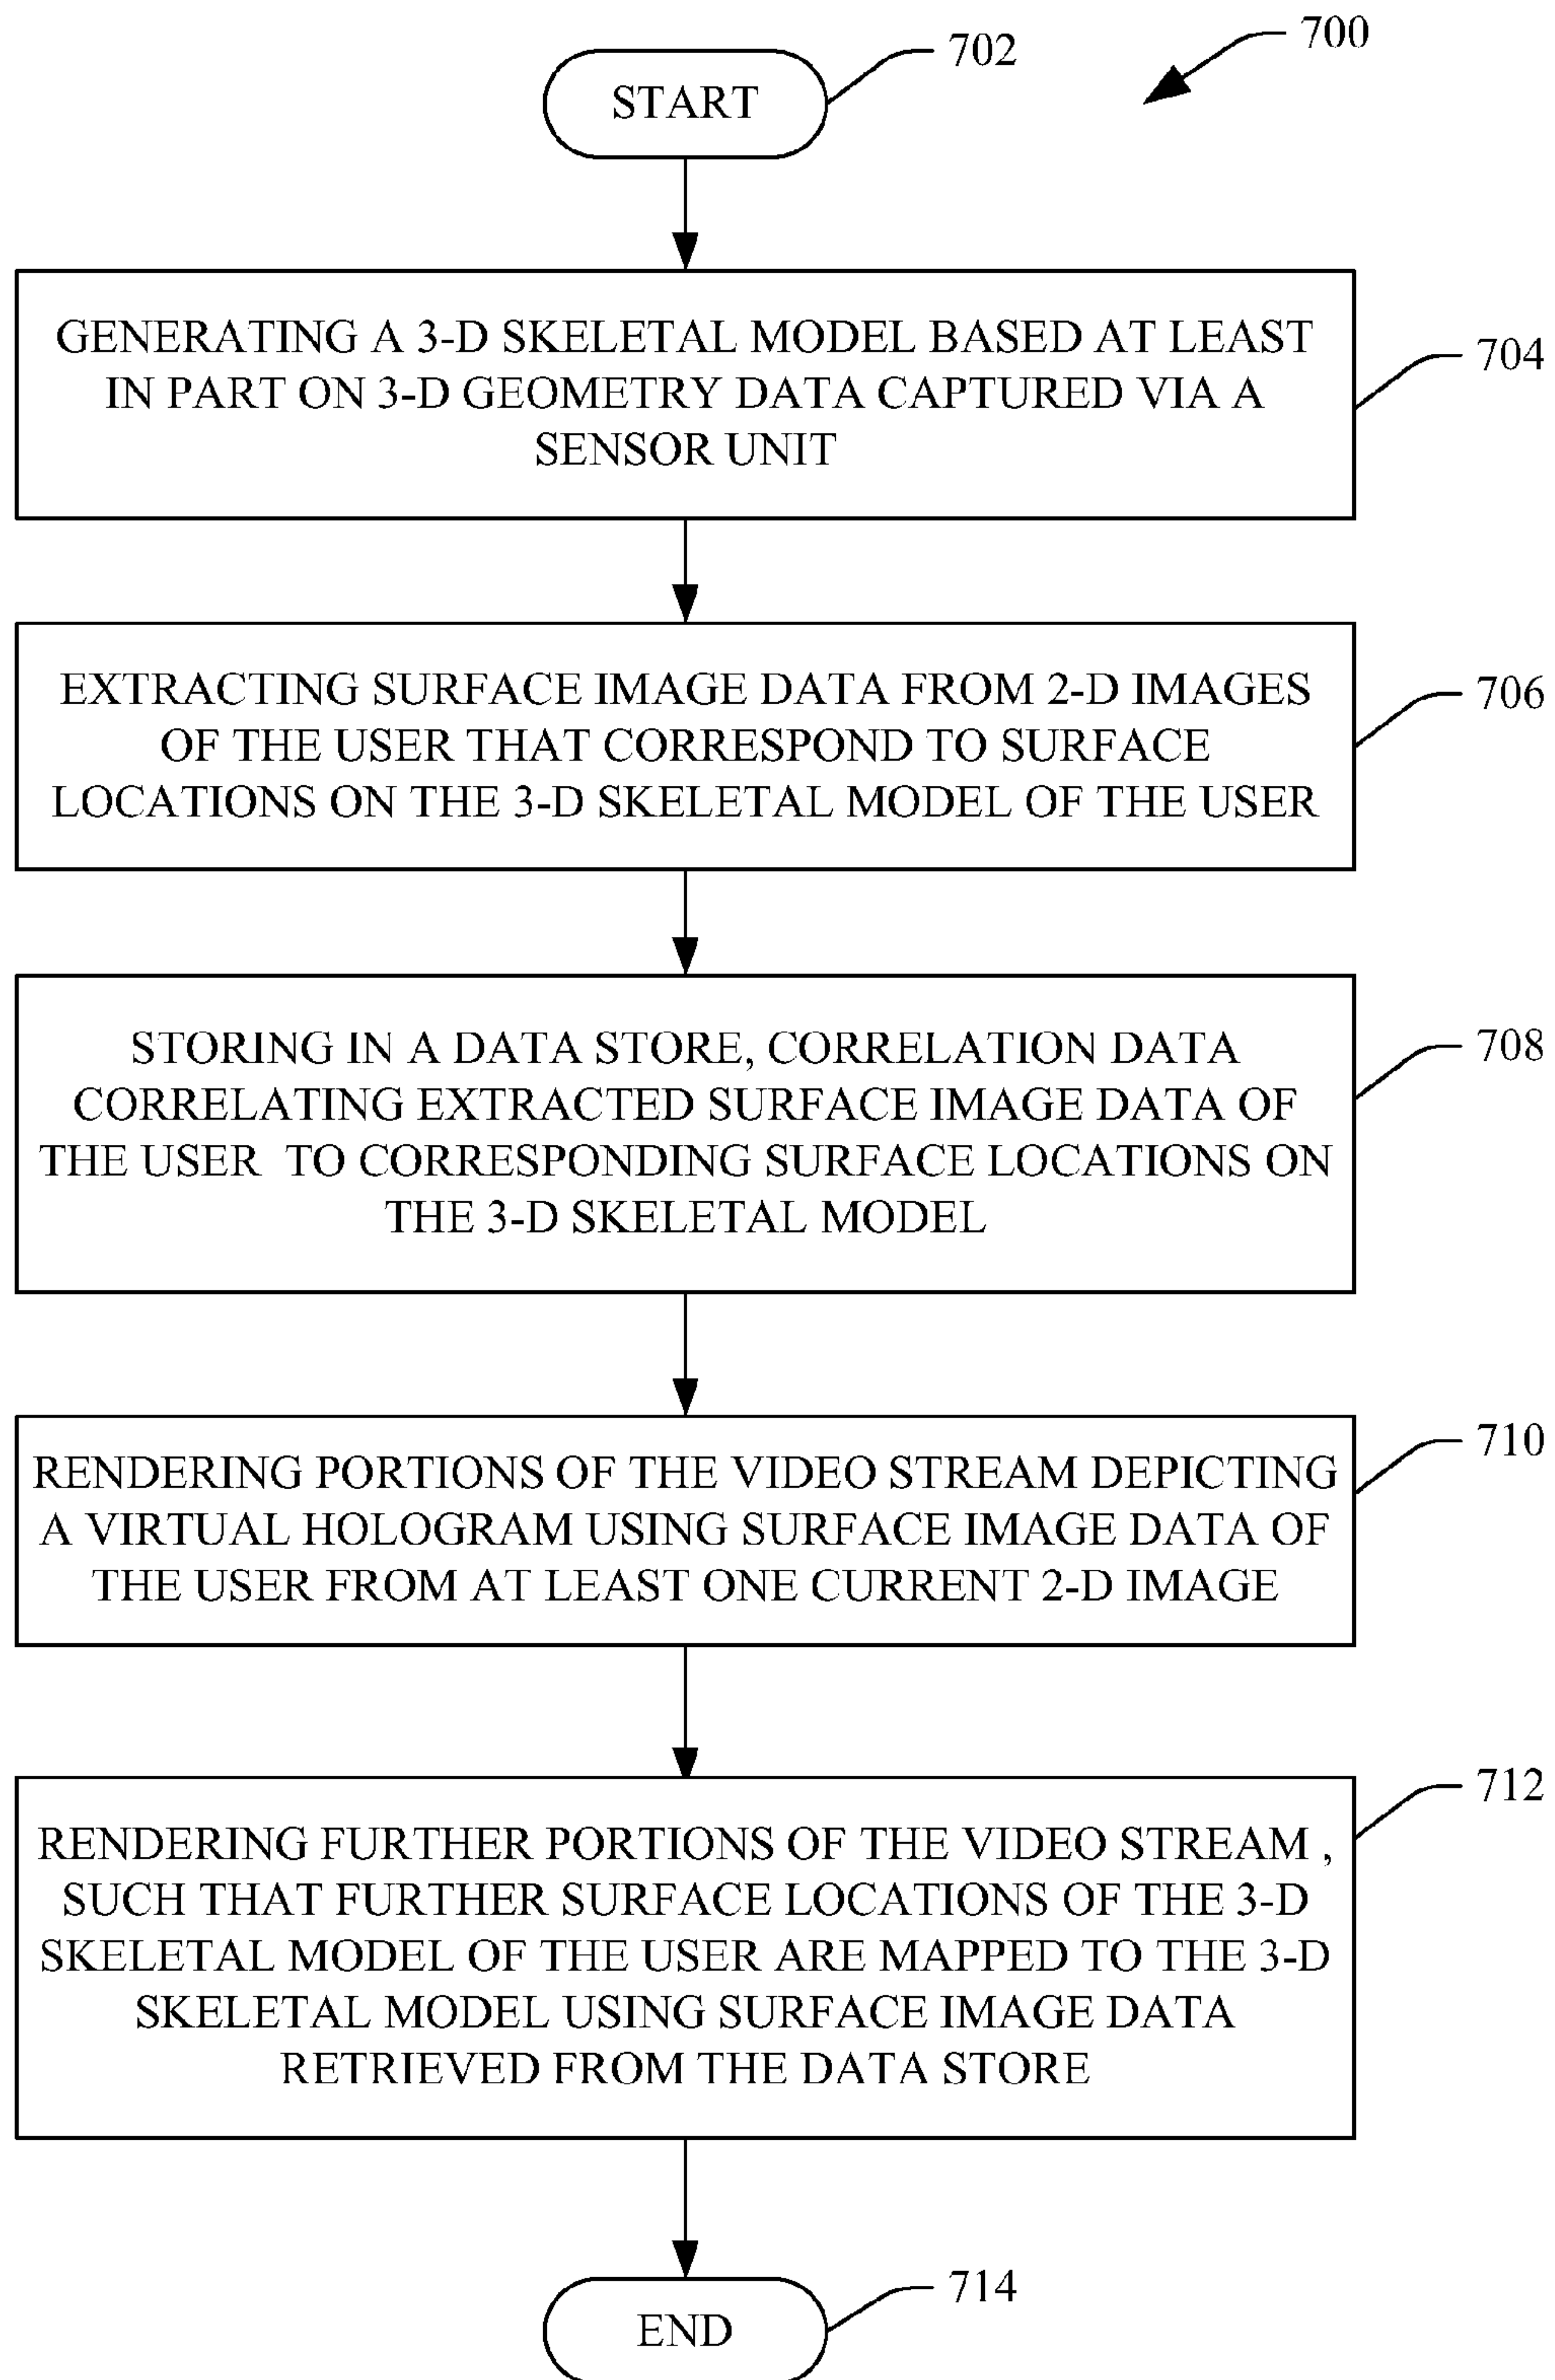 700
702
START
GENERATING A 3-D SKELETAL MODEL BASED AT LEAST
IN PART ON 3-D GEOMETRY DATA CAPTURED VIA A
SENSOR UNIT
704
EXTRACTING SURFACE IMAGE DATA FROM 2-D IMAGES
OF THE USER THAT CORRESPOND TO SURFACE
LOCATIONS ON THE 3-D SKELETAL MODEL OF THE USER
706
STORING IN A DATA STORE, CORRELATION DATA
CORRELATING EXTRACTED SURFACE IMAGE DATA OF
THE USER  TO CORRESPONDING SURFACE LOCATIONS ON
THE 3-D SKELETAL MODEL
708
RENDERING PORTIONS OF THE VIDEO STREAM DEPICTING
A VIRTUAL HOLOGRAM USING SURFACE IMAGE DATA OF
THE USER FROM AT LEAST ONE CURRENT 2-D IMAGE
710
RENDERING FURTHER PORTIONS OF THE VIDEO STREAM ,
SUCH THAT FURTHER SURFACE LOCATIONS OF THE 3-D
SKELETAL MODEL OF THE USER ARE MAPPED TO THE 3-D
SKELETAL MODEL USING SURFACE IMAGE DATA
RETRIEVED FROM THE DATA STORE
712
714
END